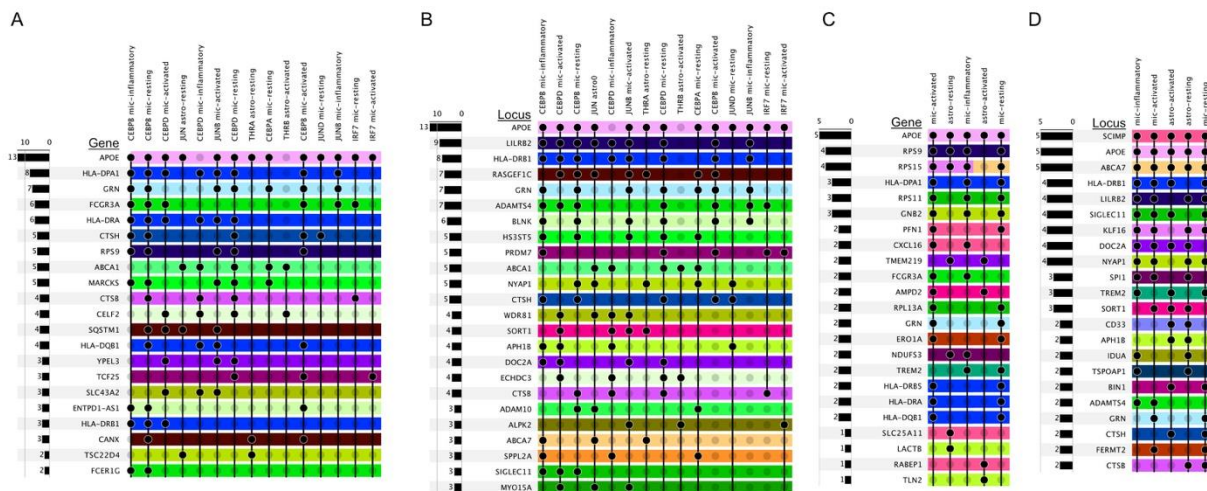 A
CEBPB mic-inflammatory
CEBPB mic-resting
CEBPD mic-activated
JUN astro-resting
CEBPD mic-inflammatory
JUNB mic-activated
CEBPD mic-resting
THRA astro-resting
CEBPA mic-resting
THRB astro-activated
CEBPB mic-activated
JUND mic-resting
JUNB mic-inflammatory
IRF7 mic-resting
IRF7 mic-activated
10 0
Gene
13 APOE
8 HLA-DPA1
7 GRN
6 FCGR3A
6 HLA-DRA
5 CTSH
5 RPS9
5 ABCA1
5 MARCKS
4 CTSB
4 CELF2
4 SQSTM1
4 HLA-DQB1
3 YPEL3
3 TCF25
3 SLC43A2
3 ENTPD1-AS1
3 HLA-DRB1
3 CANX
2 TSC22D4
2 FCER1G
B
CEBPB mic-inflammatory
CEBPD mic-activated
CEBPB mic-resting
JUN astro0
CEBPD mic-inflammatory
JUNB mic-activated
THRA astro-resting
CEBPD mic-resting
THRB astro-activated
CEBPA mic-resting
CEBPB mic-activated
JUND mic-resting
JUNB mic-inflammatory
IRF7 mic-resting
IRF7 mic-activated
10 0
Locus
13 APOE
9 LILRB2
8 HLA-DRB1
7 RASGEF1C
7 GRN
7 ADAMTS4
6 BLNK
5 HS3ST5
5 PRDM7
5 ABCA1
5 NYAP1
5 CTSH
4 WDR81
4 SORT1
4 APH1B
4 DOC2A
4 ECHDC3
4 CTSB
3 ADAM10
3 ALPK2
3 ABCA7
3 SPPL2A
3 SIGLEC11
3 MYO15A
C
mic-activated
astro-resting
mic-inflammatory
astro-activated
mic-resting
5 0
Gene
5 APOE
4 RPS9
4 RPS15
3 HLA-DPA1
3 RPS11
3 GNB2
2 PFN1
2 CXCL16
2 TMEM219
2 FCGR3A
2 AMPD2
2 RPL13A
2 GRN
2 ERO1A
2 NDUFS3
2 TREM2
2 HLA-DRB5
2 HLA-DRA
2 HLA-DQB1
1 SLC25A11
1 LACTB
1 RABEP1
1 TLN2
D
mic-inflammatory
mic-activated
astro-activated
astro-resting
mic-resting
5 0
Locus
5 SCIMP
5 APOE
5 ABCA7
4 HLA-DRB1
4 LILRB2
4 SIGLEC11
4 KLF16
4 DOC2A
4 NYAP1
3 SPI1
3 TREM2
3 SORT1
2 CD33
2 APH1B
2 IDUA
2 TSPOAP1
2 BIN1
2 ADAMTS4
2 GRN
2 CTSH
2 FERMT2
2 CTSB